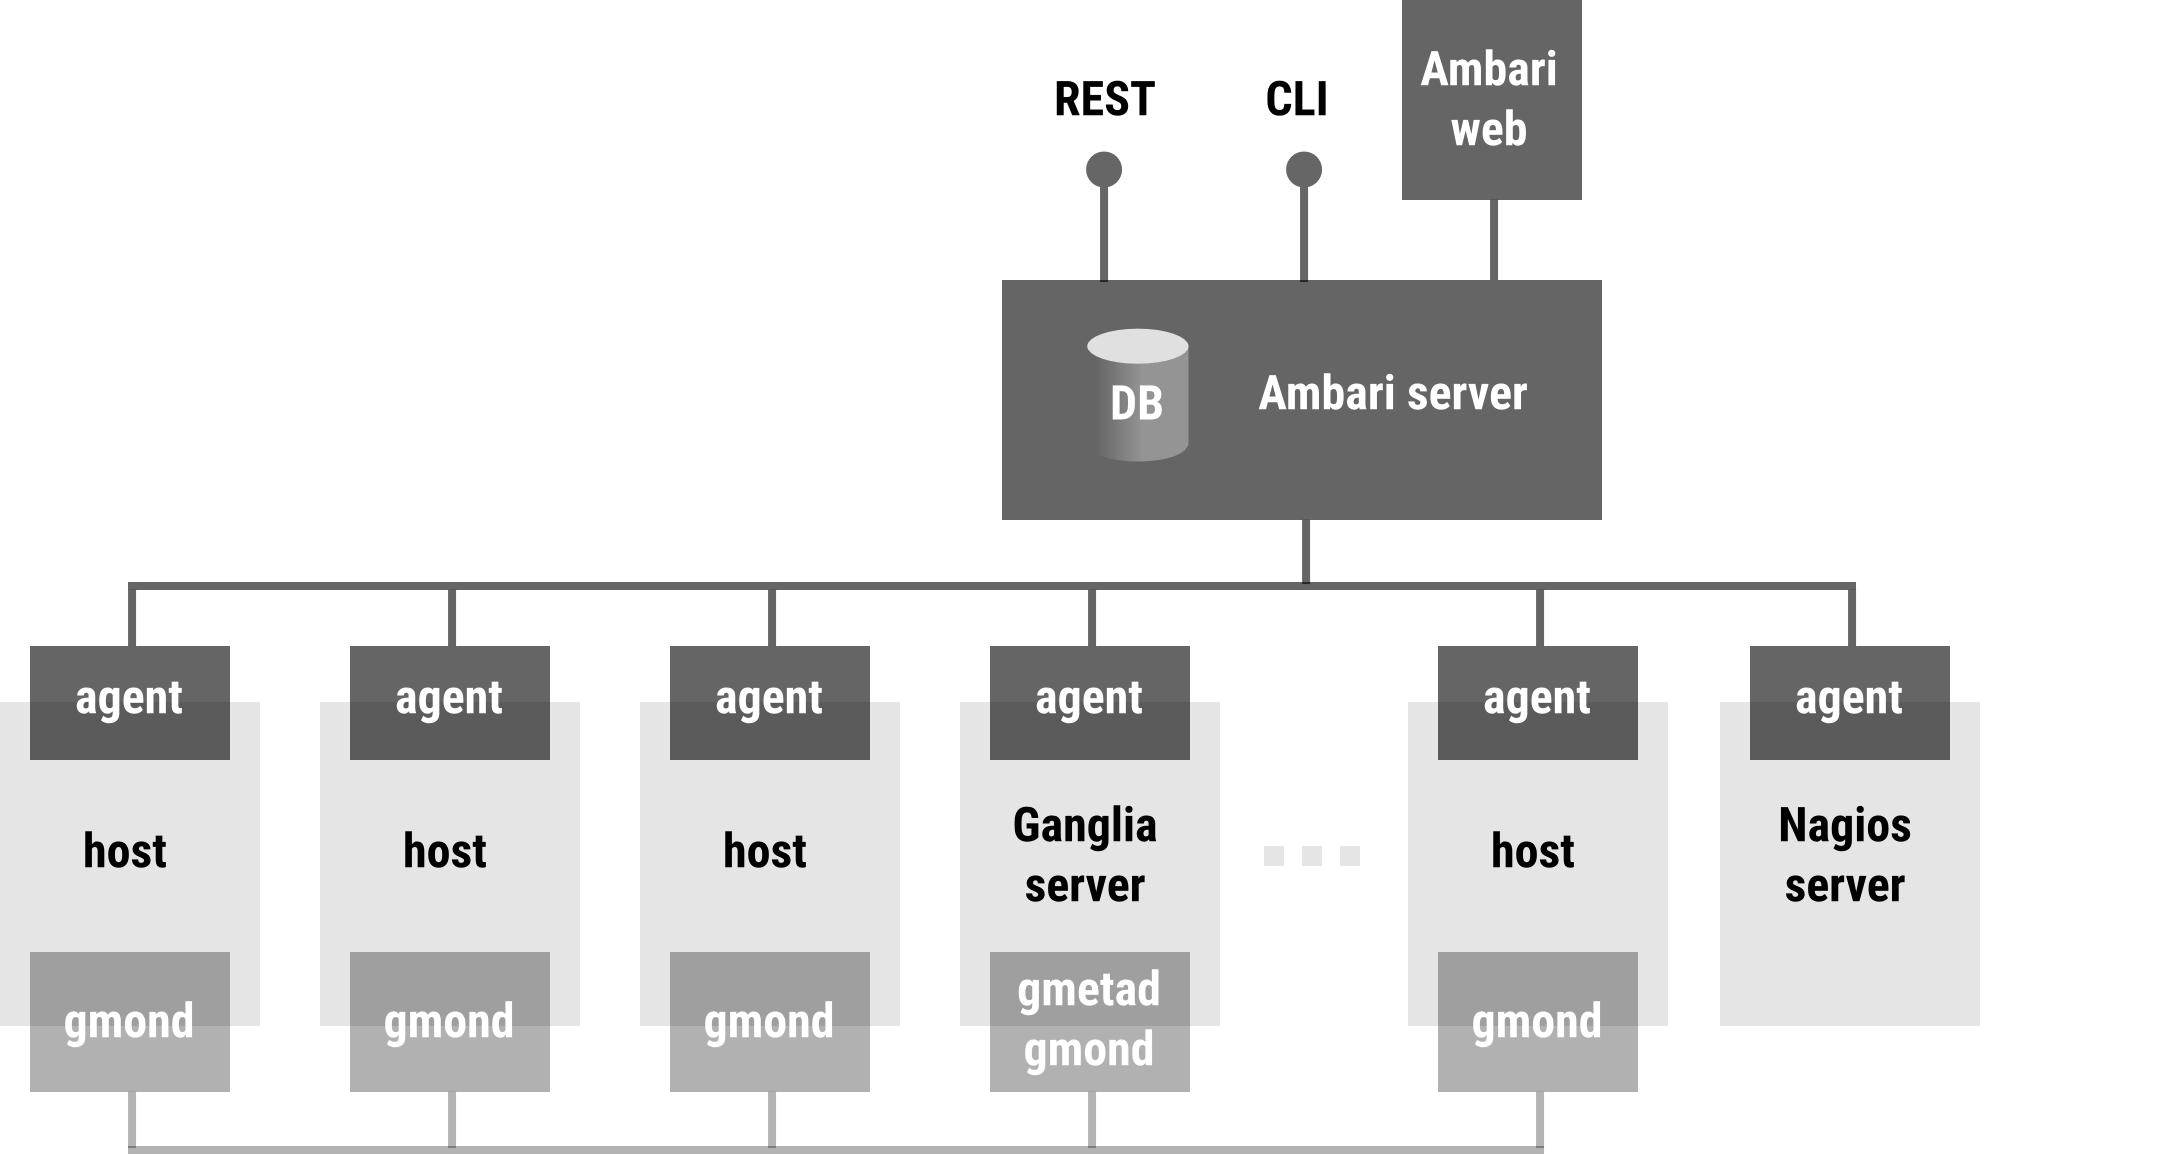 Ambari
web
REST
CLI
DB
Ambari server
agent
agent
agent
agent
agent
agent
host
host
host
Ganglia
server
host
Nagios
server
gmond
gmond
gmond
gmetad
gmond
gmond